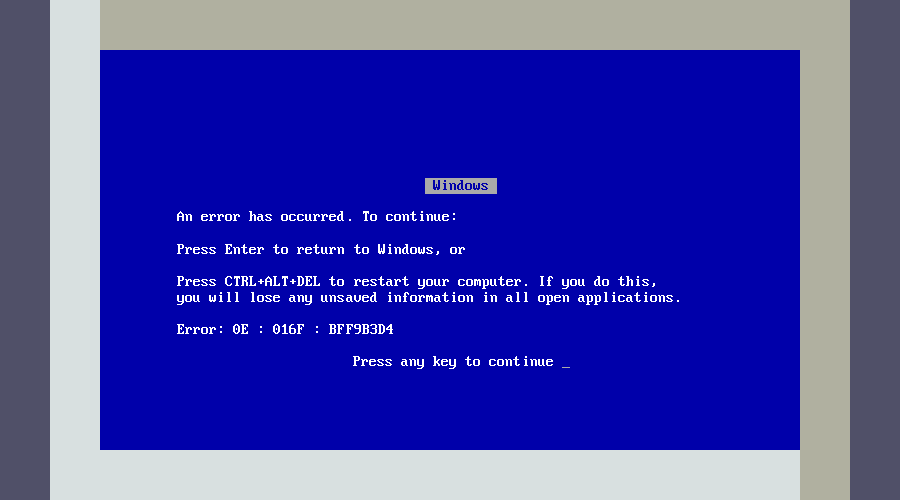 Windows
An error has occurred. To continue:
Press Enter to return to Windows, or
Press CTRL+ALT+DEL to restart your computer. If you do this,
you will lose any unsaved information in all open applications.
Error: 0E : 016F : BFF9B3D4
Press any key to continue _